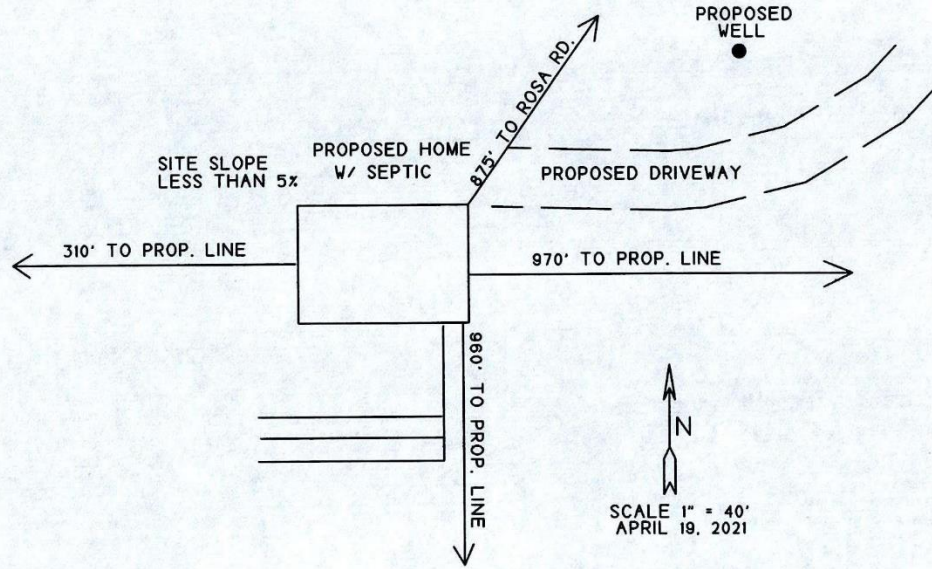 PROPOSED
WELL
875' TO ROSA RD.
PROPOSED HOME
W/ SEPTIC
SITE SLOPE
LESS THAN 5%
PROPOSED DRIVEWAY
310' TO PROP. LINE
970' TO PROP. LINE
960' TO PROP. LINE
N
SCALE 1" = 40'
APRIL 19, 2021